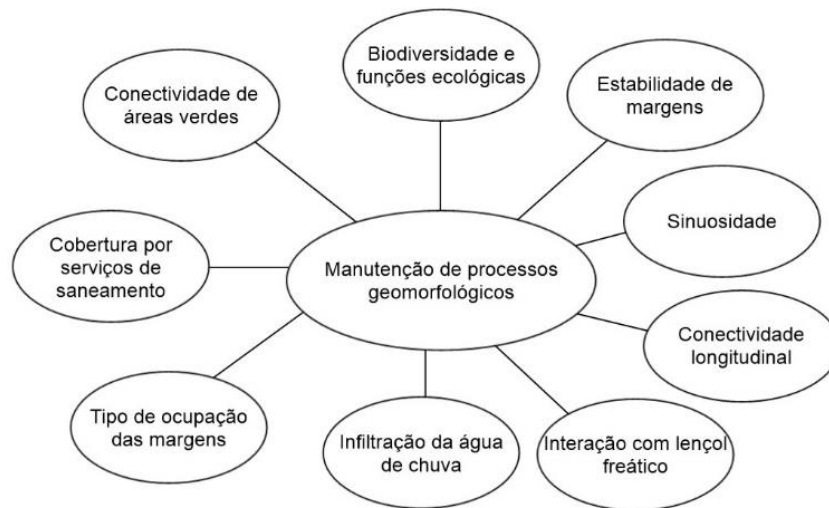 Biodiversidade e
funções ecológicas
Conectividade de
áreas verdes
Estabilidade de
margens
Sinuosidade
Cobertura por
serviços de
saneamento
Manutenção de processos
geomorfológicos
Conectividade
longitudinal
Tipo de ocupação
das margens
Infiltração da água
de chuva
Interação com lençol
freático